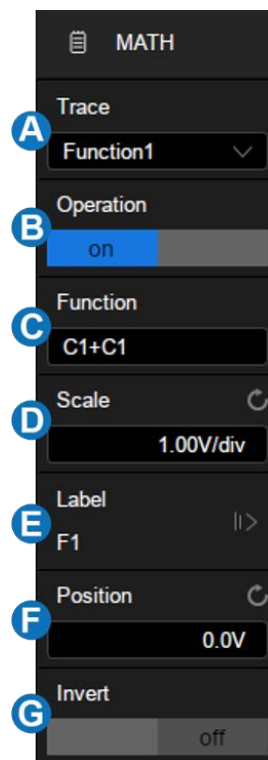 MATH
Trace
A
Function1
Operation
B
on
Function
C
C1+C1
Scale
D
1.00V/div
Label
E
F1
Position
F
0.0V
Invert
G
off